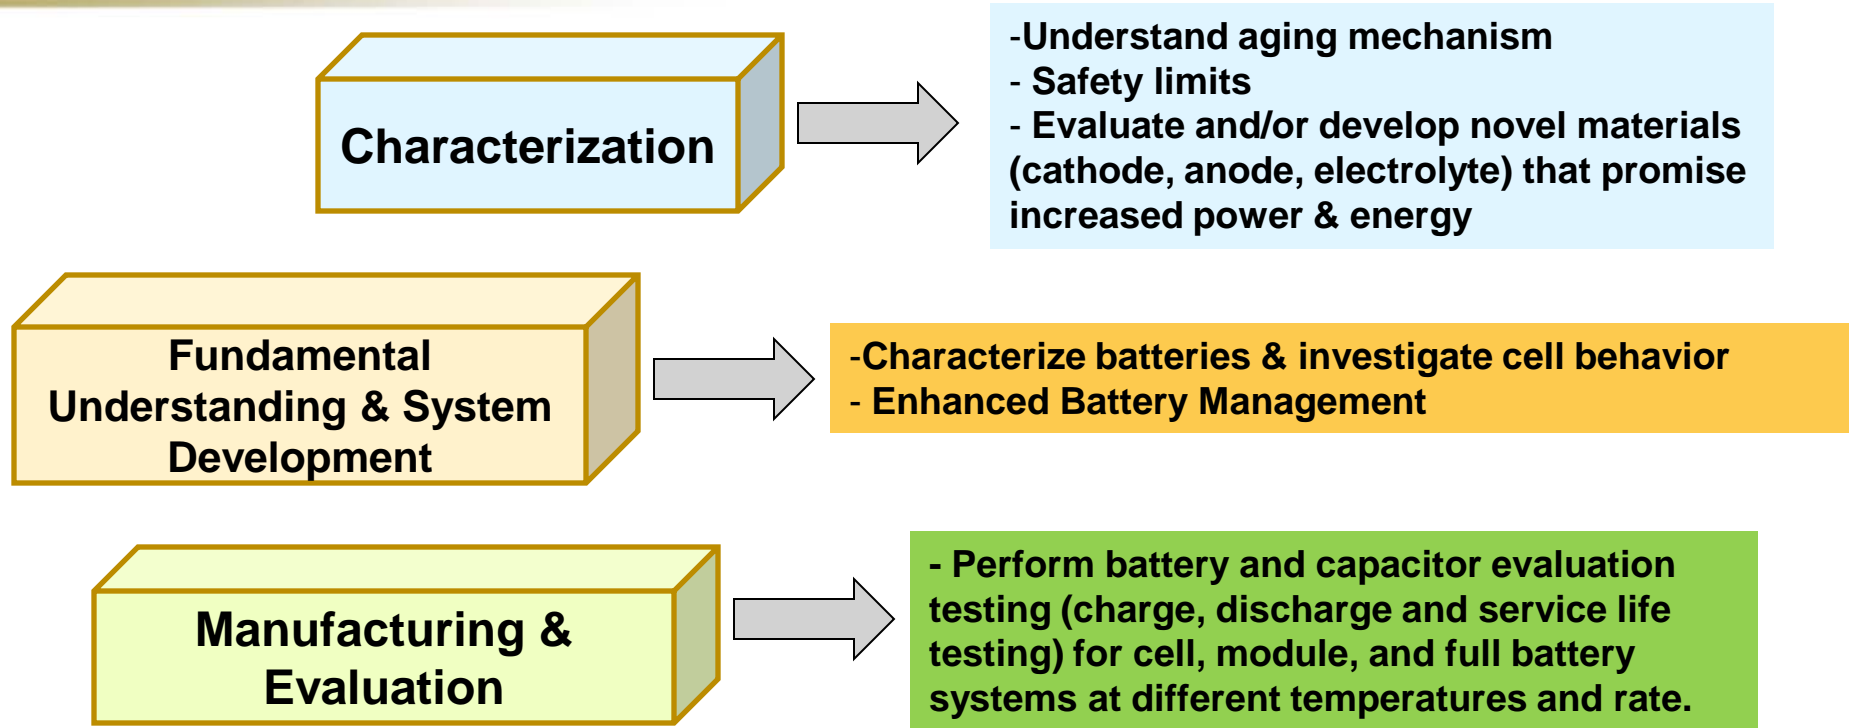 Characterization
-Understand aging mechanism
- Safety limits
- Evaluate and/or develop novel materials
(cathode, anode, electrolyte) that promise
increased power & energy
Fundamental
Understanding & System
Development
-Characterize batteries & investigate cell behavior
- Enhanced Battery Management
Manufacturing &
Evaluation
- Perform battery and capacitor evaluation
testing (charge, discharge and service life
testing) for cell, module, and full battery
systems at different temperatures and rate.